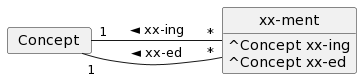 Concept
1
◄ xx-ing
*
◄ xx-ed
1
*
xx-ment
^Concept xx-ing
^Concept xx-ed